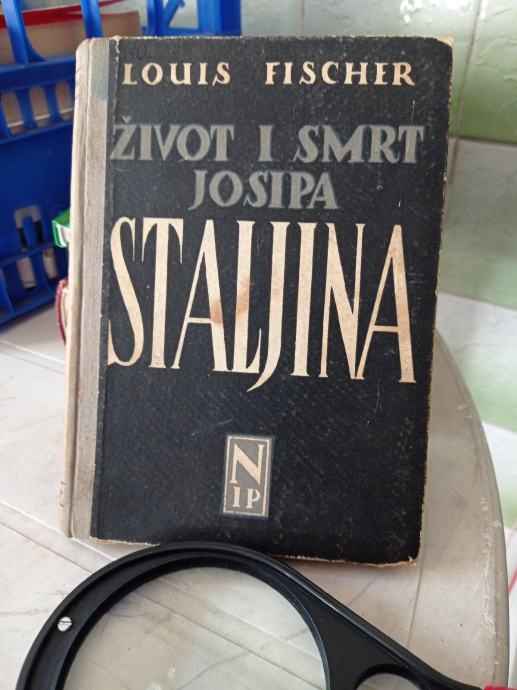 LOUIS FISCHER
ŽIVOT I SMRT
JOSIPA
STALJINA
N
IP